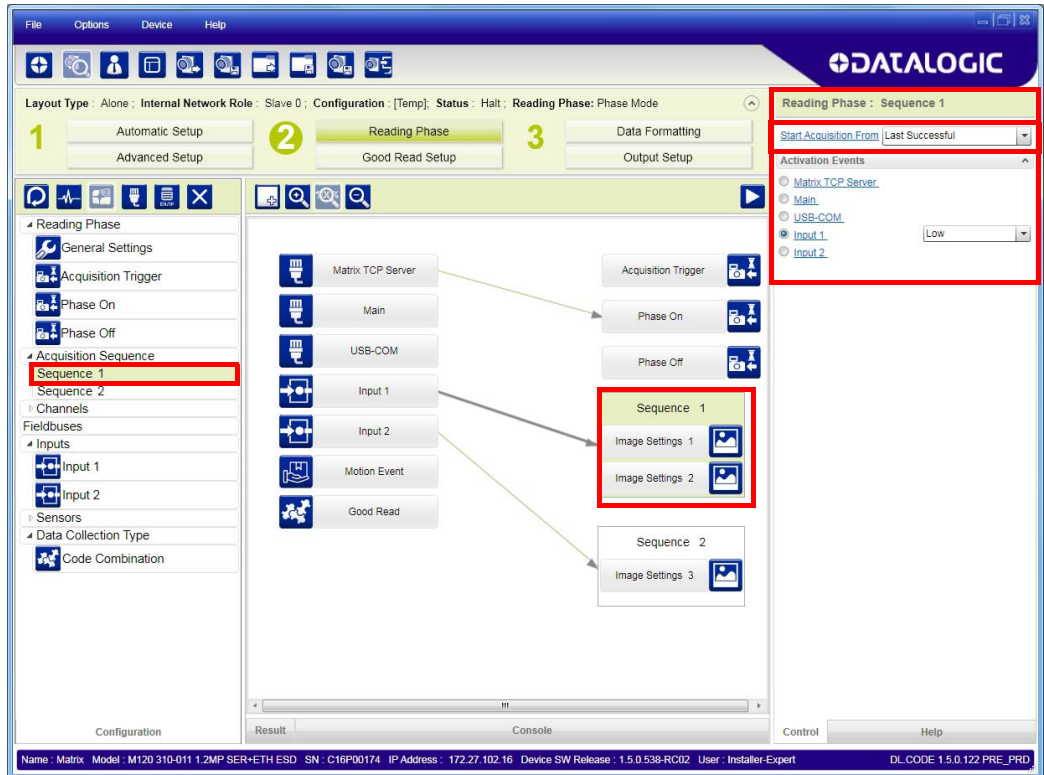 File Options Device Help
DATALOGIC
Layout Type : Alone ; Internal Network Role : Slave 0 ; Configuration : [Temp]; Status : Halt ; Reading Phase: Phase Mode
1 Automatic Setup
Advanced Setup
2 Reading Phase
Good Read Setup
3 Data Formatting
Output Setup
Reading Phase
General Settings
Acquisition Trigger
Phase On
Phase Off
Acquisition Sequence
Sequence 1
Sequence 2
Channels
Fieldbuses
Inputs
Input 1
Input 2
Sensors
Data Collection Type
Code Combination
Configuration
Matrix TCP Server
Main
USB-COM
Input 1
Input 2
Motion Event
Good Read
Acquisition Trigger
Phase On
Phase Off
Sequence 1
Image Settings 1
Image Settings 2
Sequence 2
Image Settings 3
Result Console
Reading Phase : Sequence 1
Start Acquisition From Last Successful
Activation Events
Matrix TCP Server
Main
USB-COM
Input 1 Low
Input 2
Control Help
Name : Matrix Model : M120 310-011 1.2MP SER+ETH ESD SN : C16P00174 IP Address : 172.27.102.16 Device SW Release : 1.5.0.538-RC02 User : Installer-Expert DL.CODE 1.5.0.122 PRE_PRD